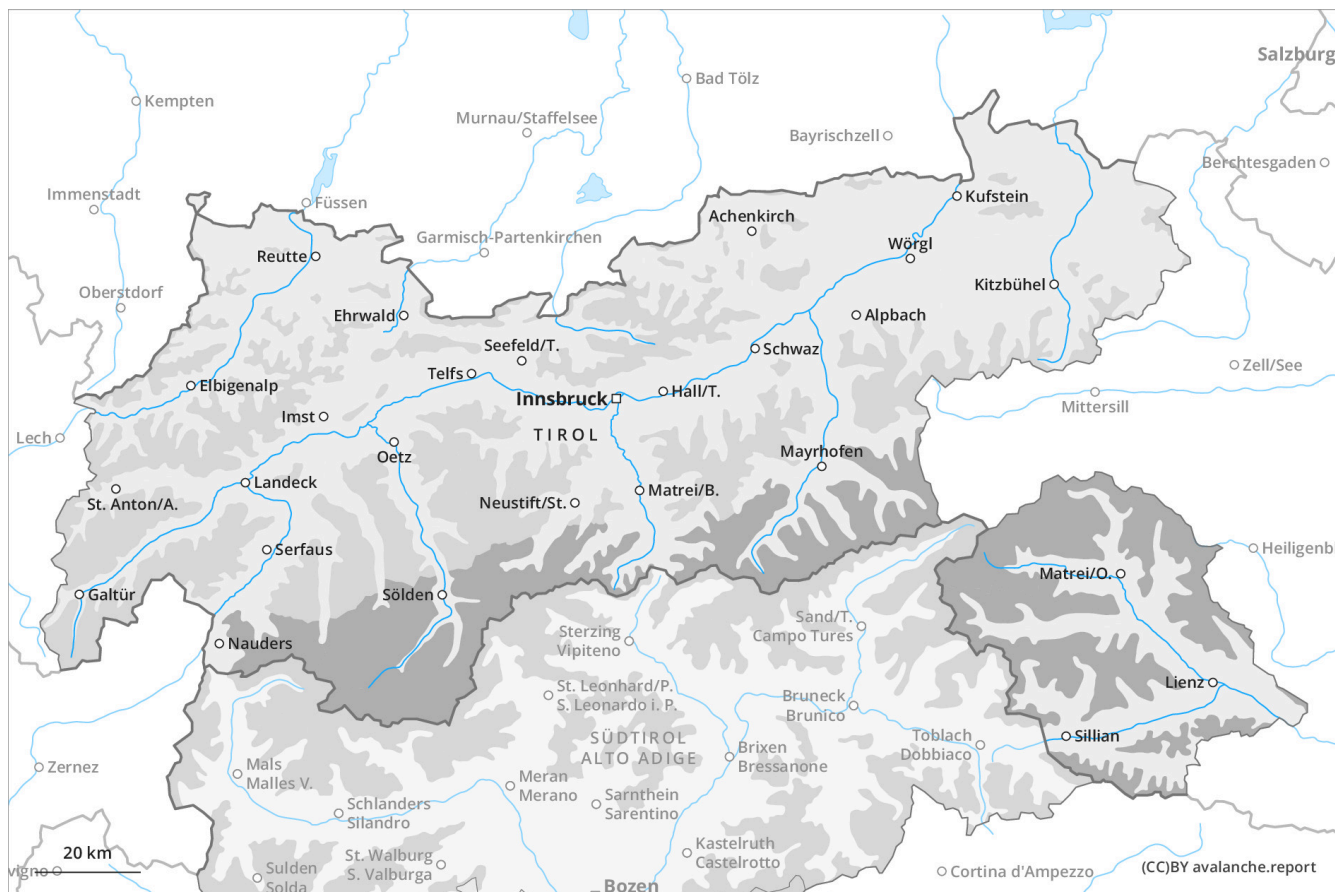 Salzburg
Kempten
Bad Tölz
Murnau/Staffelsee
Bayrischzell
Berchtesgaden
Immenstadt
Füssen
Kufstein
Achenkirch
Garmisch-Partenkirchen
Wörgl
Reutte
Oberstdorf
Kitzbühel
Ehrwald
Alpbach
Seefeld/T.
Schwaz
Zell/See
Telfs
Elbigenalp
Hall/T.
Innsbruck
Mittersill
Imst
Lech
TIROL
Oetz
Mayrhofen
Landeck
St. Anton/A.
Matrei/B.
Neustift/St.
Serfaus
Heiligenb
Matrei/O.
Galtür
Sölden
Sand/T.
Campo Tures
Sterzing
Vipiteno
Nauders
Lienz
St. Leonhard/P.
S. Leonardo i. P.
Bruneck
Brunico
Sillian
SÜDTIROL
ALTO ADIGE
Toblach
Dobbiaco
Brixen
Bressanone
Zernez
Mals
Malles V.
Meran
Merano
Sarnthein
Sarentino
Schlanders
Silandro
Kastelruth
Castelrotto
20 km
St. Walburg
S. Valburga
vigno
Sulden
Solda
Cortina d'Ampezzo
(CC)BY avalanche.report
Bozen